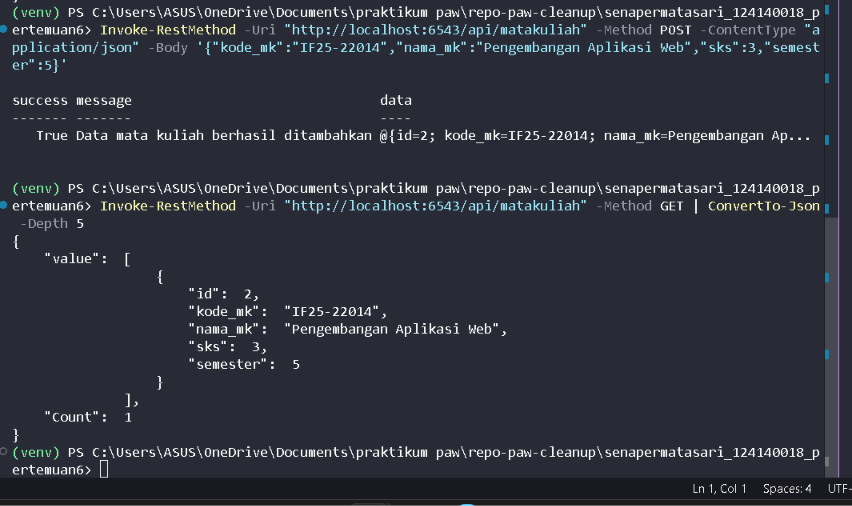 (venv) PS C:\Users\ASUS\OneDrive\Documents\praktikum paw\repo-paw-cleanup\senapermatasari_124140018_p
ertemuan6> Invoke-RestMethod -Uri "http://localhost:6543/api/matakuliah" -Method POST -ContentType "a
pplication/json" -Body '{"kode_mk":"IF25-22014","nama_mk":"Pengembangan Aplikasi Web","sks":3,"semest
er":5}'
success message                               data
------- -------                               ----
   True Data mata kuliah berhasil ditambahkan @{id=2; kode_mk=IF25-22014; nama_mk=Pengembangan Ap...
(venv) PS C:\Users\ASUS\OneDrive\Documents\praktikum paw\repo-paw-cleanup\senapermatasari_124140018_p
ertemuan6> Invoke-RestMethod -Uri "http://localhost:6543/api/matakuliah" -Method GET | ConvertTo-Json
 -Depth 5
{
    "value":  [
                  {
                      "id":  2,
                      "kode_mk":  "IF25-22014",
                      "nama_mk":  "Pengembangan Aplikasi Web",
                      "sks":  3,
                      "semester":  5
                  }
              ],
    "Count":  1
}
(venv) PS C:\Users\ASUS\OneDrive\Documents\praktikum paw\repo-paw-cleanup\senapermatasari_124140018_p
ertemuan6>
Ln 1, Col 1 Spaces: 4 UTF-